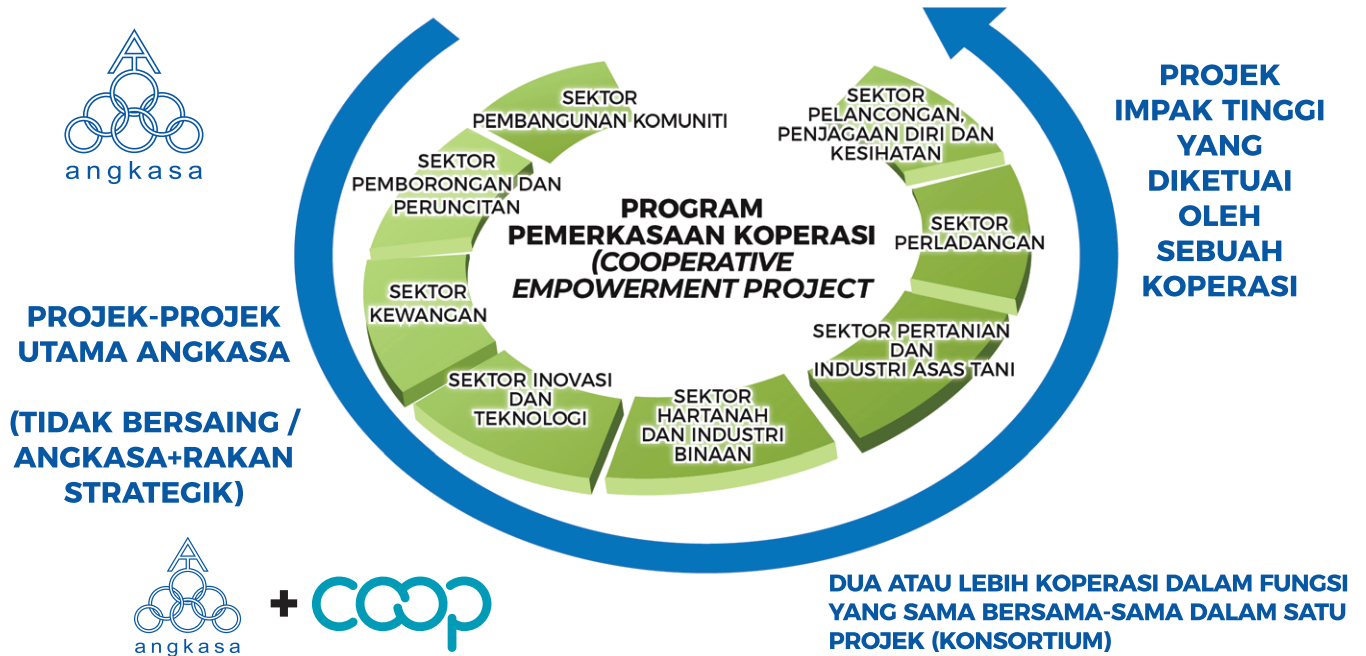 angkasa
PROJEK-PROJEK
UTAMA ANGKASA
(TIDAK BERSAING /
ANGKASA+RAKAN
STRATEGIK)
angkasa
+
coop
SEKTOR
PEMBANGUNAN KOMUNITI
SEKTOR
PEMBORONGAN DAN
PERUNCITAN
SEKTOR
KEWANGAN
SEKTOR INOVASI
DAN
TEKNOLOGI
SEKTOR
HARTANAH
DAN INDUSTRI
BINAAN
SEKTOR PERTANIAN
DAN
INDUSTRI ASAS TANI
SEKTOR
PERLADANGAN
SEKTOR
PELANCONGAN,
PENJAGAAN DIRI DAN
KESIHATAN
PROGRAM
PEMERKASAAN KOPERASI
(COOPERATIVE
EMPOWERMENT PROJECT
PROJEK
IMPAK TINGGI
YANG
DIKETUAI
OLEH
SEBUAH
KOPERASI
DUA ATAU LEBIH KOPERASI DALAM FUNGSI
YANG SAMA BERSAMA-SAMA DALAM SATU
PROJEK (KONSORTIUM)